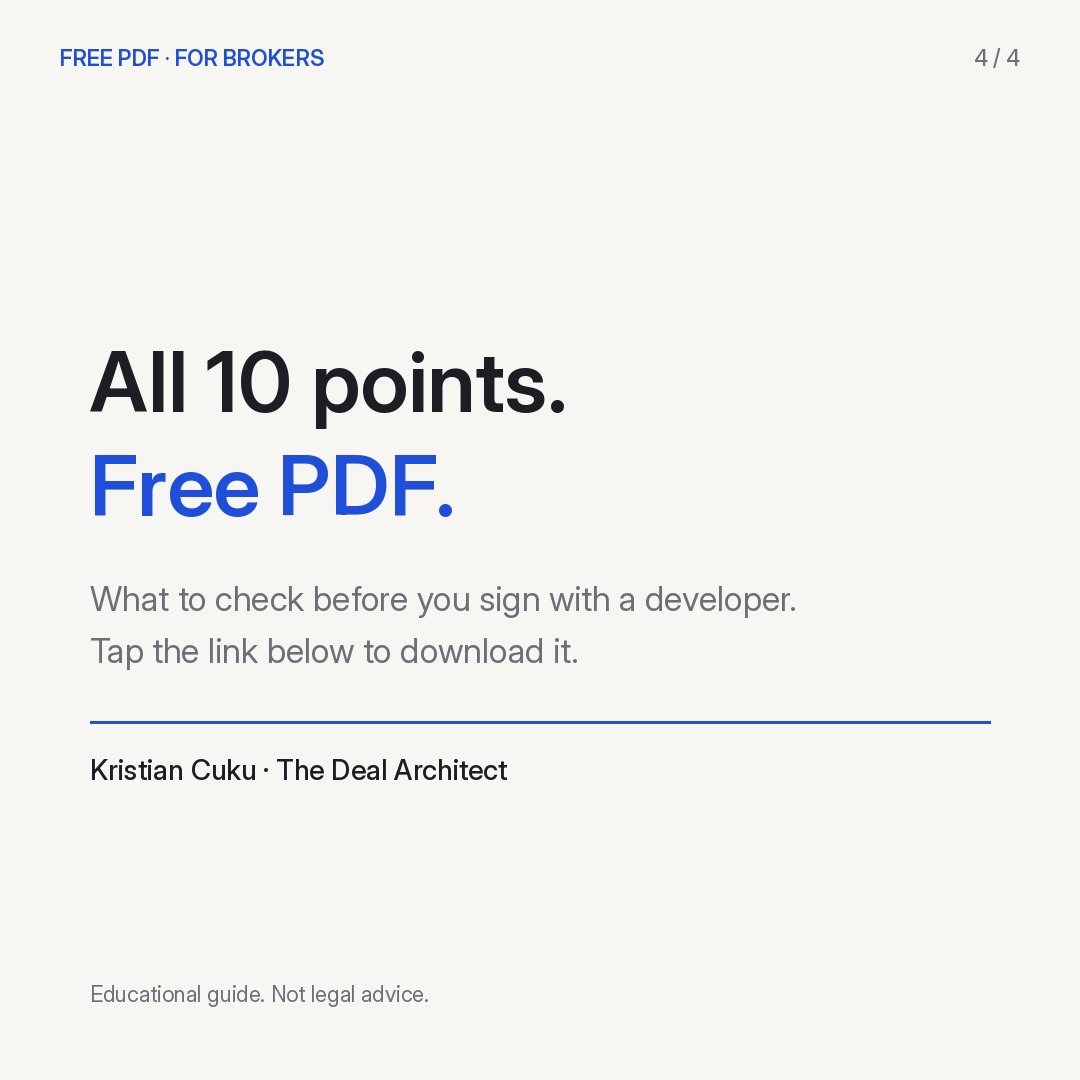 FREE PDF · FOR BROKERS
4 / 4
All 10 points.
Free PDF.
What to check before you sign with a developer.
Tap the link below to download it.
Kristian Cuku · The Deal Architect
Educational guide. Not legal advice.